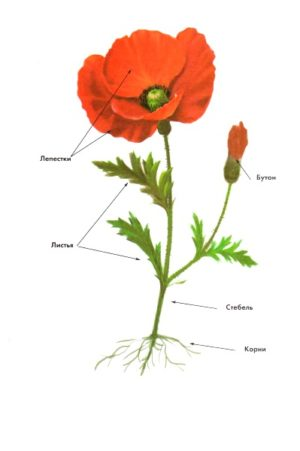 Лепестки
Бутон
Листья
Стебель
Корни